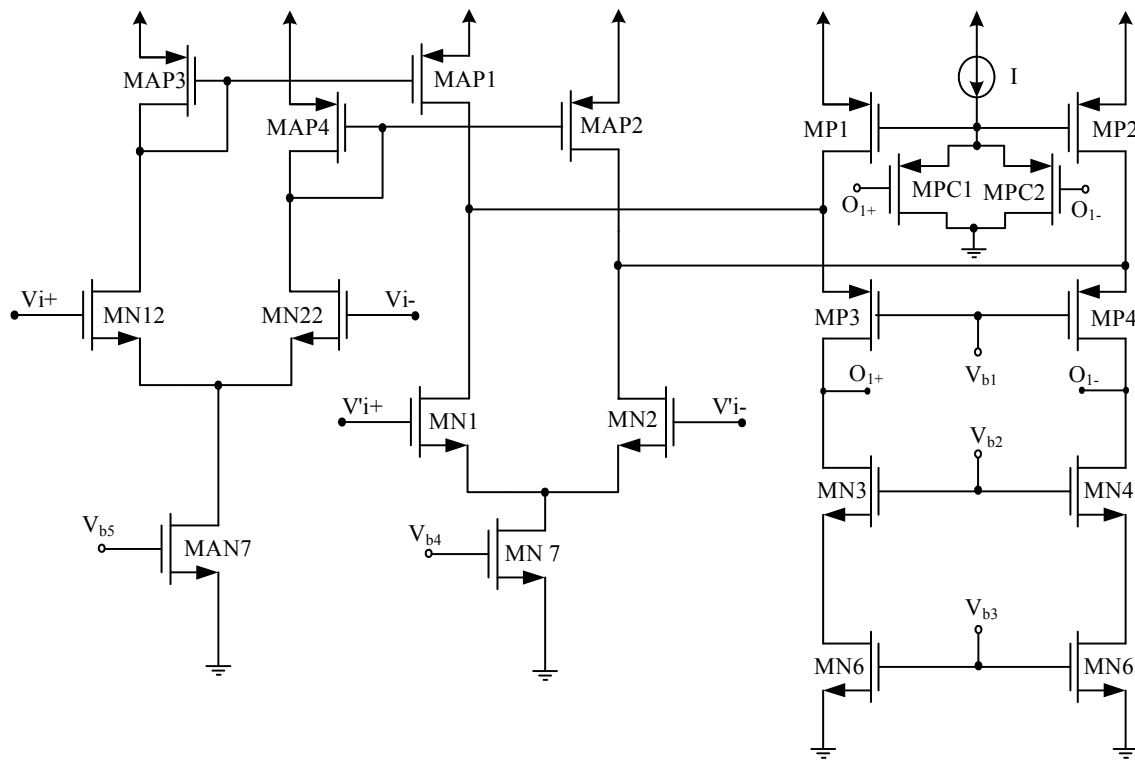 I
MAP3
MAP1
MAP4
MAP2
MP1
MP2
MPC1
MPC2
O1+
O1-
Vi+
MN12
MN22
Vi-
MP3
MP4
Vb1
O1+
O1-
V'i+
MN1
MN2
V'i-
Vb2
MN3
MN4
Vb5
MAN7
Vb4
MN 7
Vb3
MN6
MN6